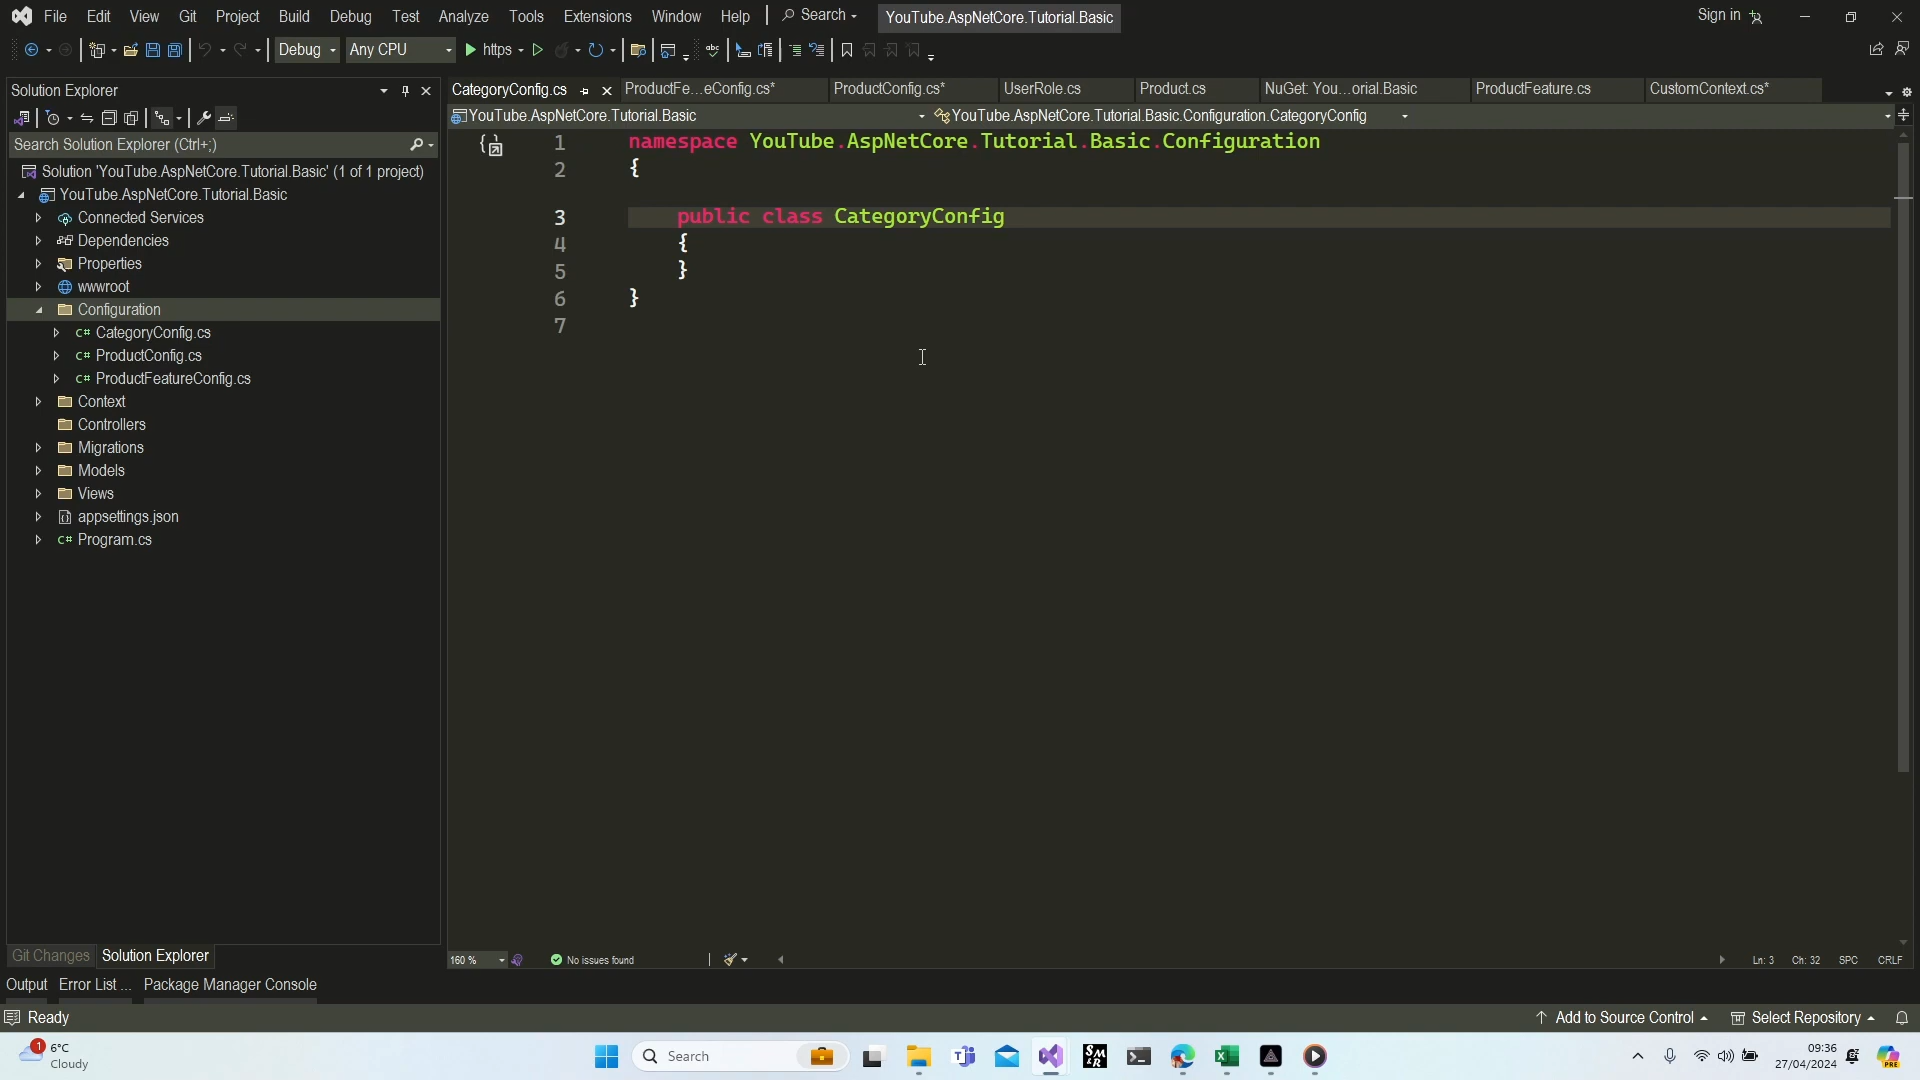 File Edit View Git Project Build Debug Test Analyze Tools Extensions Window Help Search YouTube.AspNetCore.Tutorial.Basic Sign in
Debug Any CPU https
Solution Explorer
Search Solution Explorer (Ctrl+;)
Solution 'YouTube.AspNetCore.Tutorial.Basic' (1 of 1 project)
YouTube.AspNetCore.Tutorial.Basic
Connected Services
Dependencies
Properties
wwwroot
Configuration
C# CategoryConfig.cs
C# ProductConfig.cs
C# ProductFeatureConfig.cs
Context
Controllers
Migrations
Models
Views
appsettings.json
C# Program.cs
Git Changes Solution Explorer
CategoryConfig.cs ProductFe...eConfig.cs* ProductConfig.cs* UserRole.cs Product.cs NuGet: You...orial.Basic ProductFeature.cs CustomContext.cs*
YouTube.AspNetCore.Tutorial.Basic YouTube.AspNetCore.Tutorial.Basic.Configuration.CategoryConfig
1 namespace YouTube.AspNetCore.Tutorial.Basic.Configuration
2 {
3 public class CategoryConfig
4 {
5 }
6 }
7
160 % No issues found Ln: 3 Ch: 32 SPC CRLF
Output Error List ... Package Manager Console
Ready Add to Source Control Select Repository
1 6°C
Cloudy
Search
09:36
27/04/2024